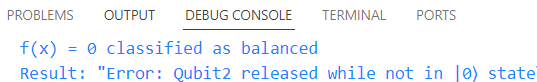 PROBLEMS OUTPUT DEBUG CONSOLE TERMINAL PORTS
f(x) = 0 classified as balanced
Result: "Error: Qubit2 released while not in |0⟩ state